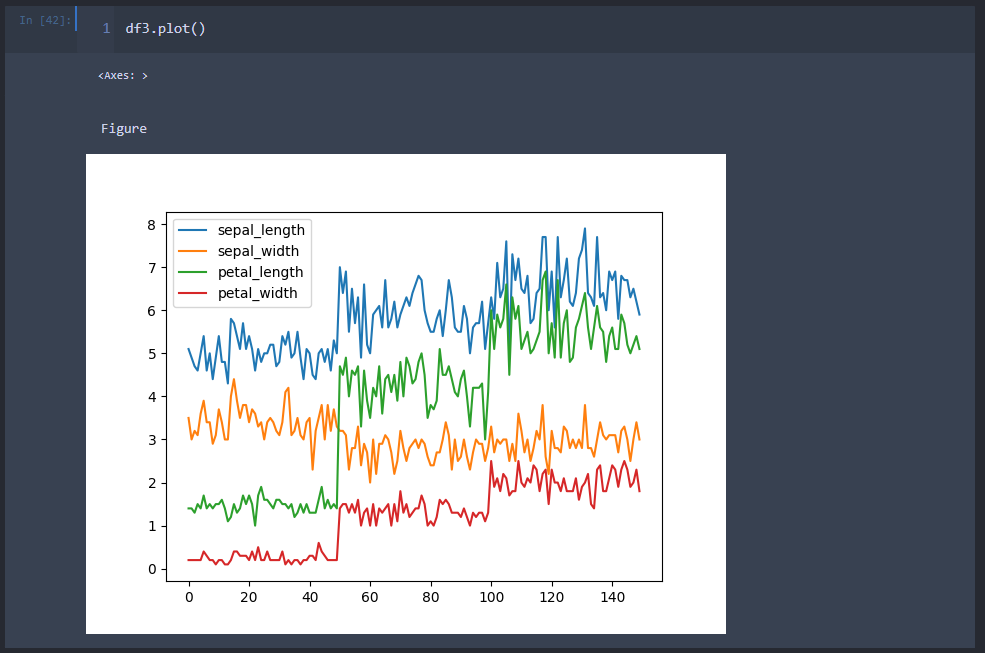 In [42]:
1 df3.plot()
<Axes: >
Figure
sepal_length
sepal_width
petal_length
petal_width
8
7
6
5
4
3
2
1
0
0 20 40 60 80 100 120 140